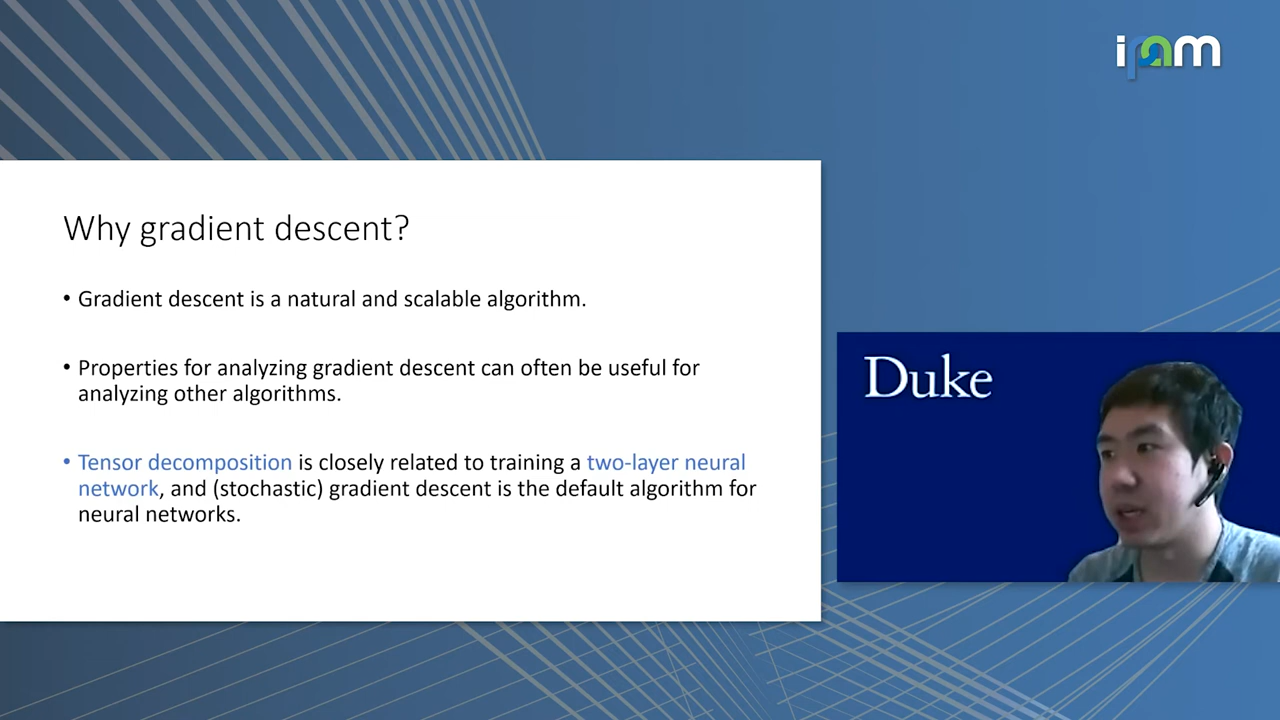 ipam
Why gradient descent?
• Gradient descent is a natural and scalable algorithm.
• Properties for analyzing gradient descent can often be useful for
analyzing other algorithms.
• Tensor decomposition is closely related to training a two-layer neural
network, and (stochastic) gradient descent is the default algorithm for
neural networks.
Duke